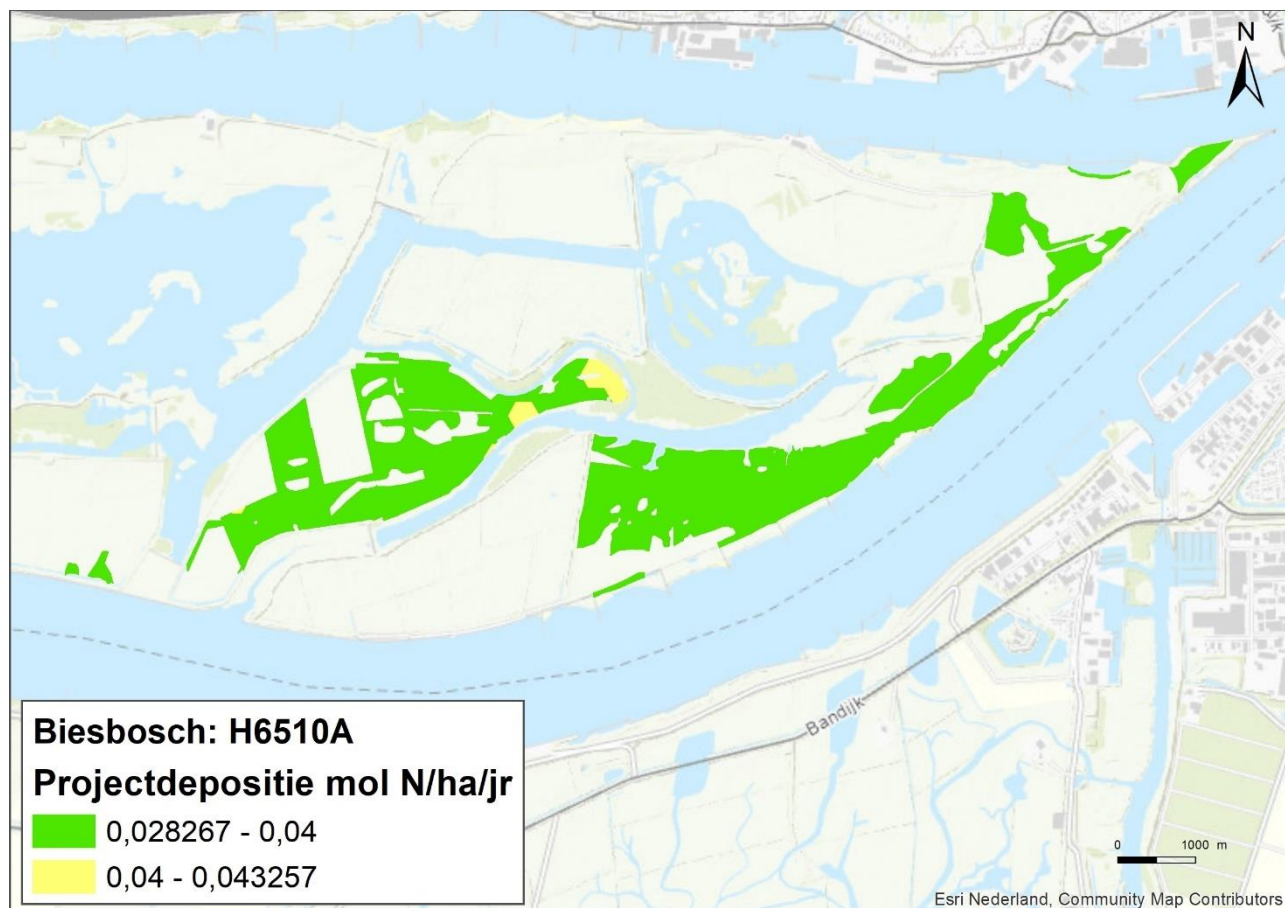 N
Bandijk
Biesbosch: H6510A
Projectdepositie mol N/ha/jr
0,028267 - 0,04
0,04 - 0,043257
0 1000 m
Esri Nederland, Community Map Contributors